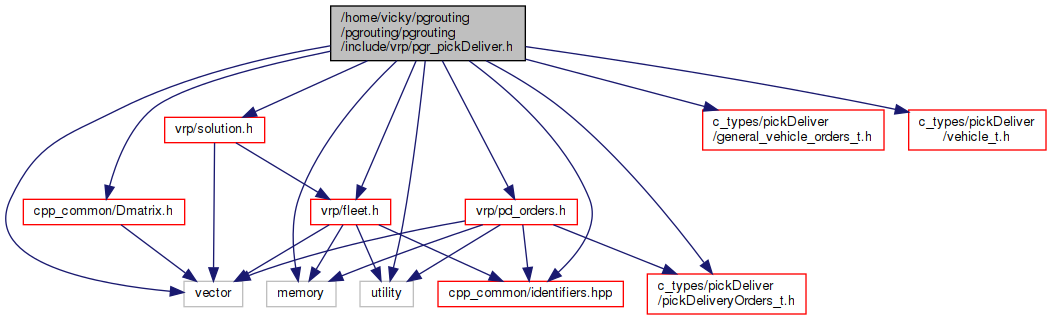 /home/vicky/pgrouting
/pgrouting/pgrouting
/include/vrp/pgr_pickDeliver.h
vrp/solution.h
c_types/pickDeliver
/general_vehicle_orders_t.h
c_types/pickDeliver
/vehicle_t.h
cpp_common/Dmatrix.h
vrp/fleet.h
vrp/pd_orders.h
vector
memory
utility
cpp_common/identifiers.hpp
c_types/pickDeliver
/pickDeliveryOrders_t.h